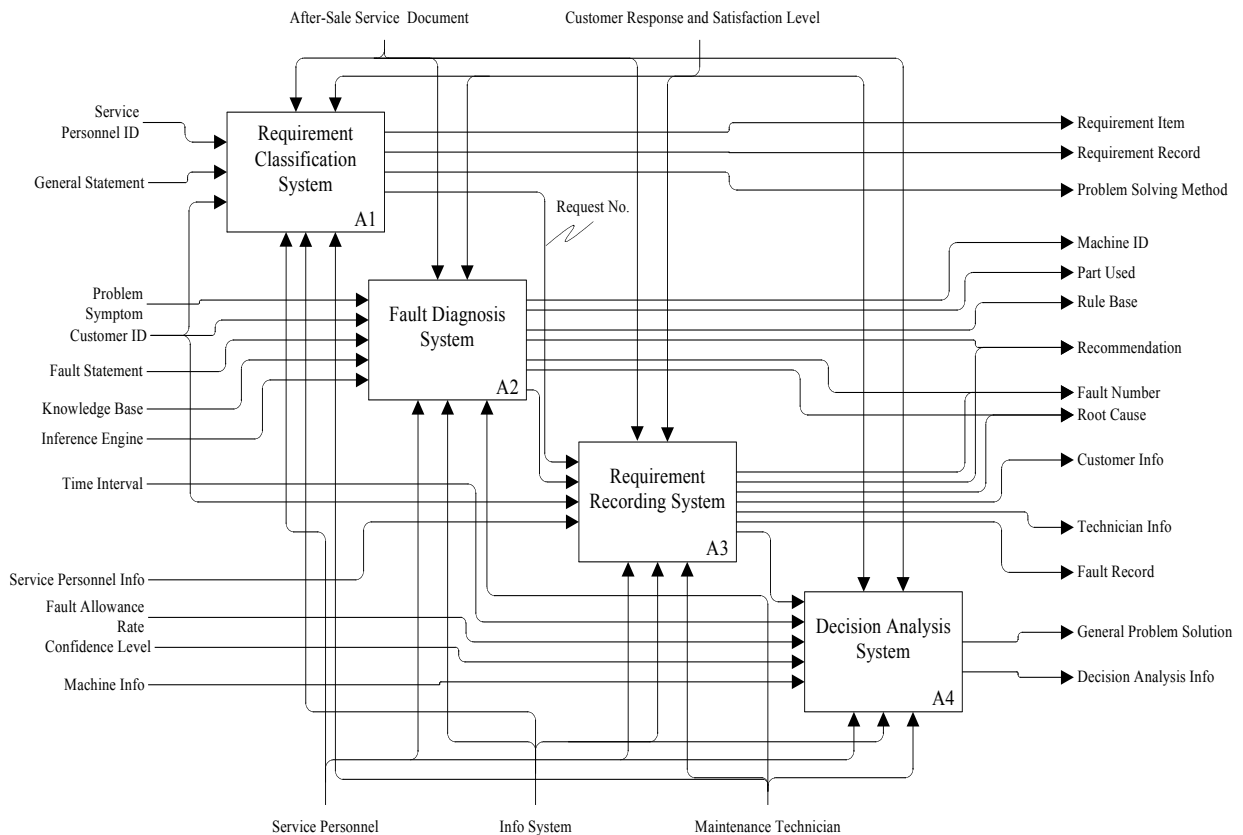 After-Sale Service Document
Customer Response and Satisfaction Level
Service
Personnel ID
General Statement
Requirement
Classification
System
A1
Requirement Item
Requirement Record
Problem Solving Method
Request No.
Problem
Symptom
Customer ID
Fault Statement
Knowledge Base
Inference Engine
Fault Diagnosis
System
A2
Machine ID
Part Used
Rule Base
Recommendation
Fault Number
Root Cause
Time Interval
Service Personnel Info
Requirement
Recording System
A3
Customer Info
Technician Info
Fault Record
Fault Allowance
Rate
Confidence Level
Machine Info
Decision Analysis
System
A4
General Problem Solution
Decision Analysis Info
Service Personnel
Info System
Maintenance Technician